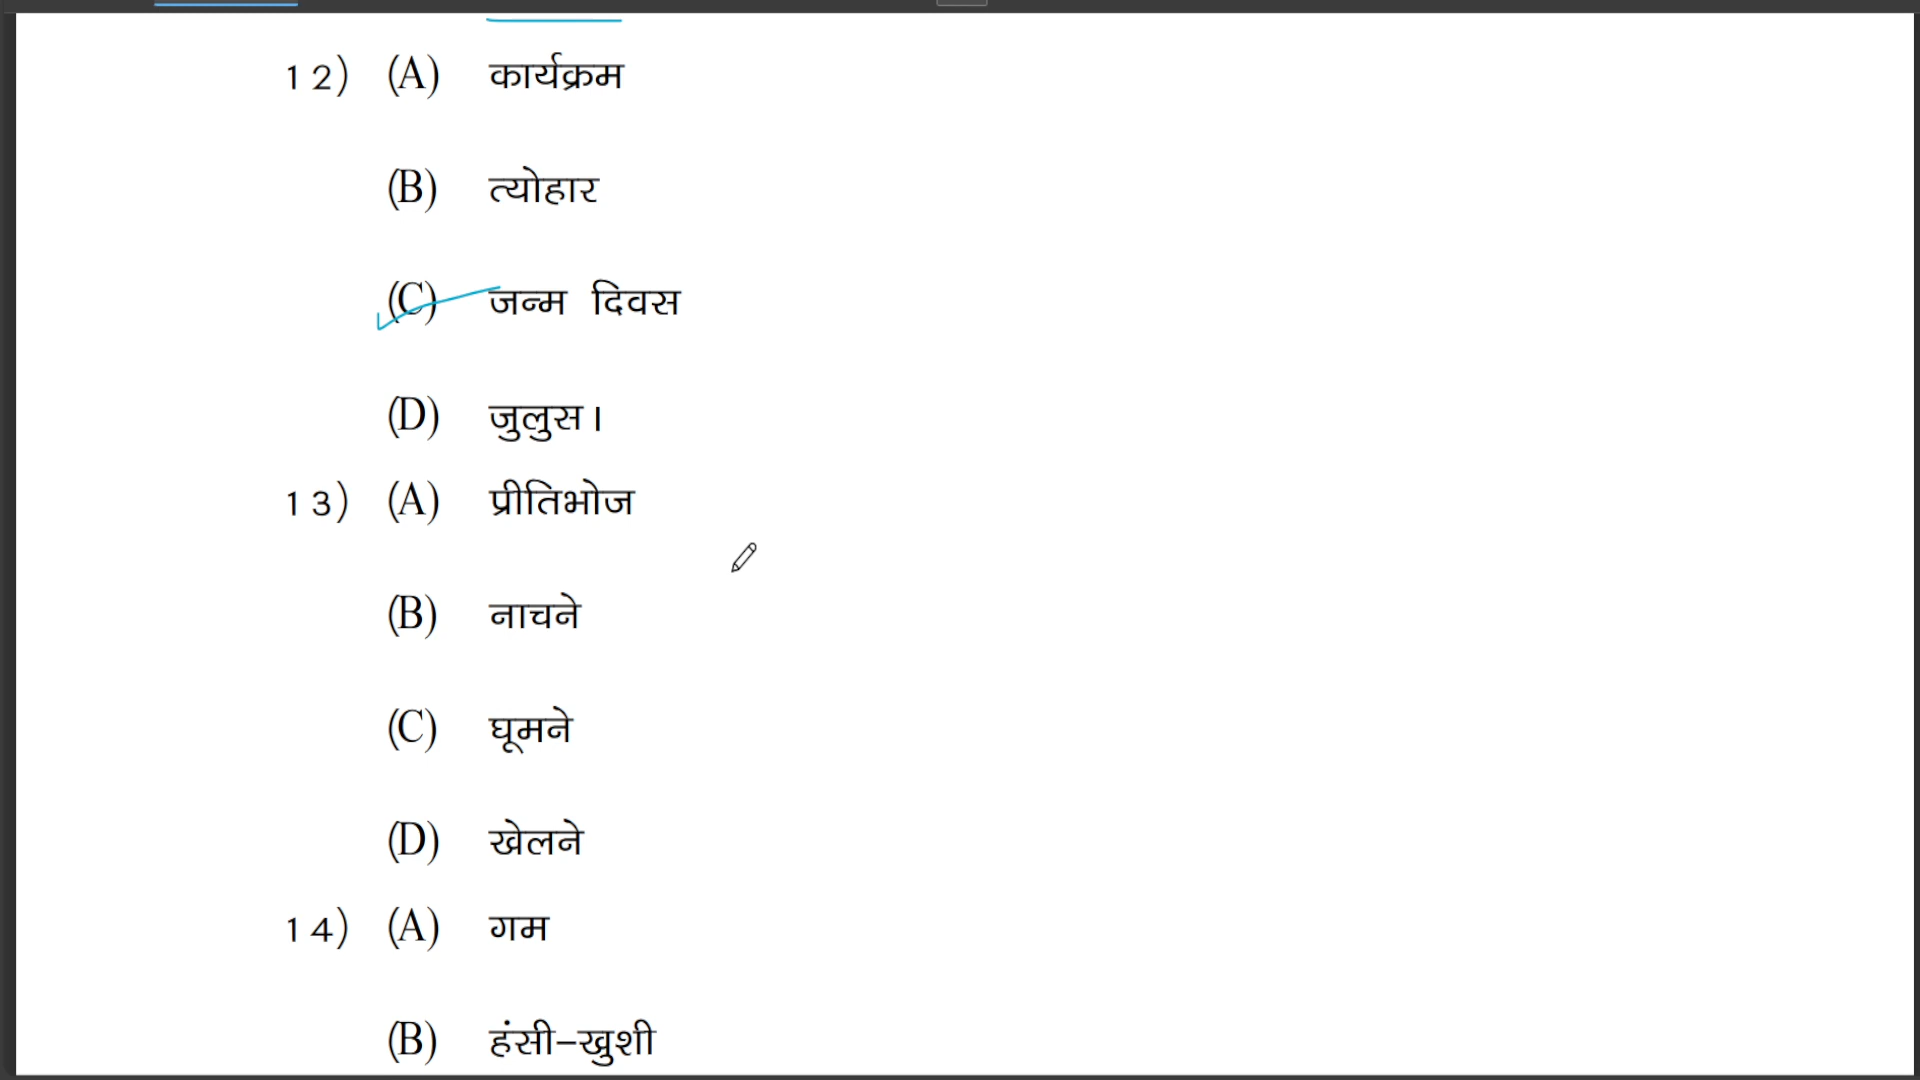 12) (A) कार्यक्रम
(B) त्योहार
(C) जन्म दिवस
(D) जुलुस।
13) (A) प्रीतिभोज
(B) नाचने
(C) घूमने
(D) खेलने
14) (A) गम
(B) हंसी–खुशी